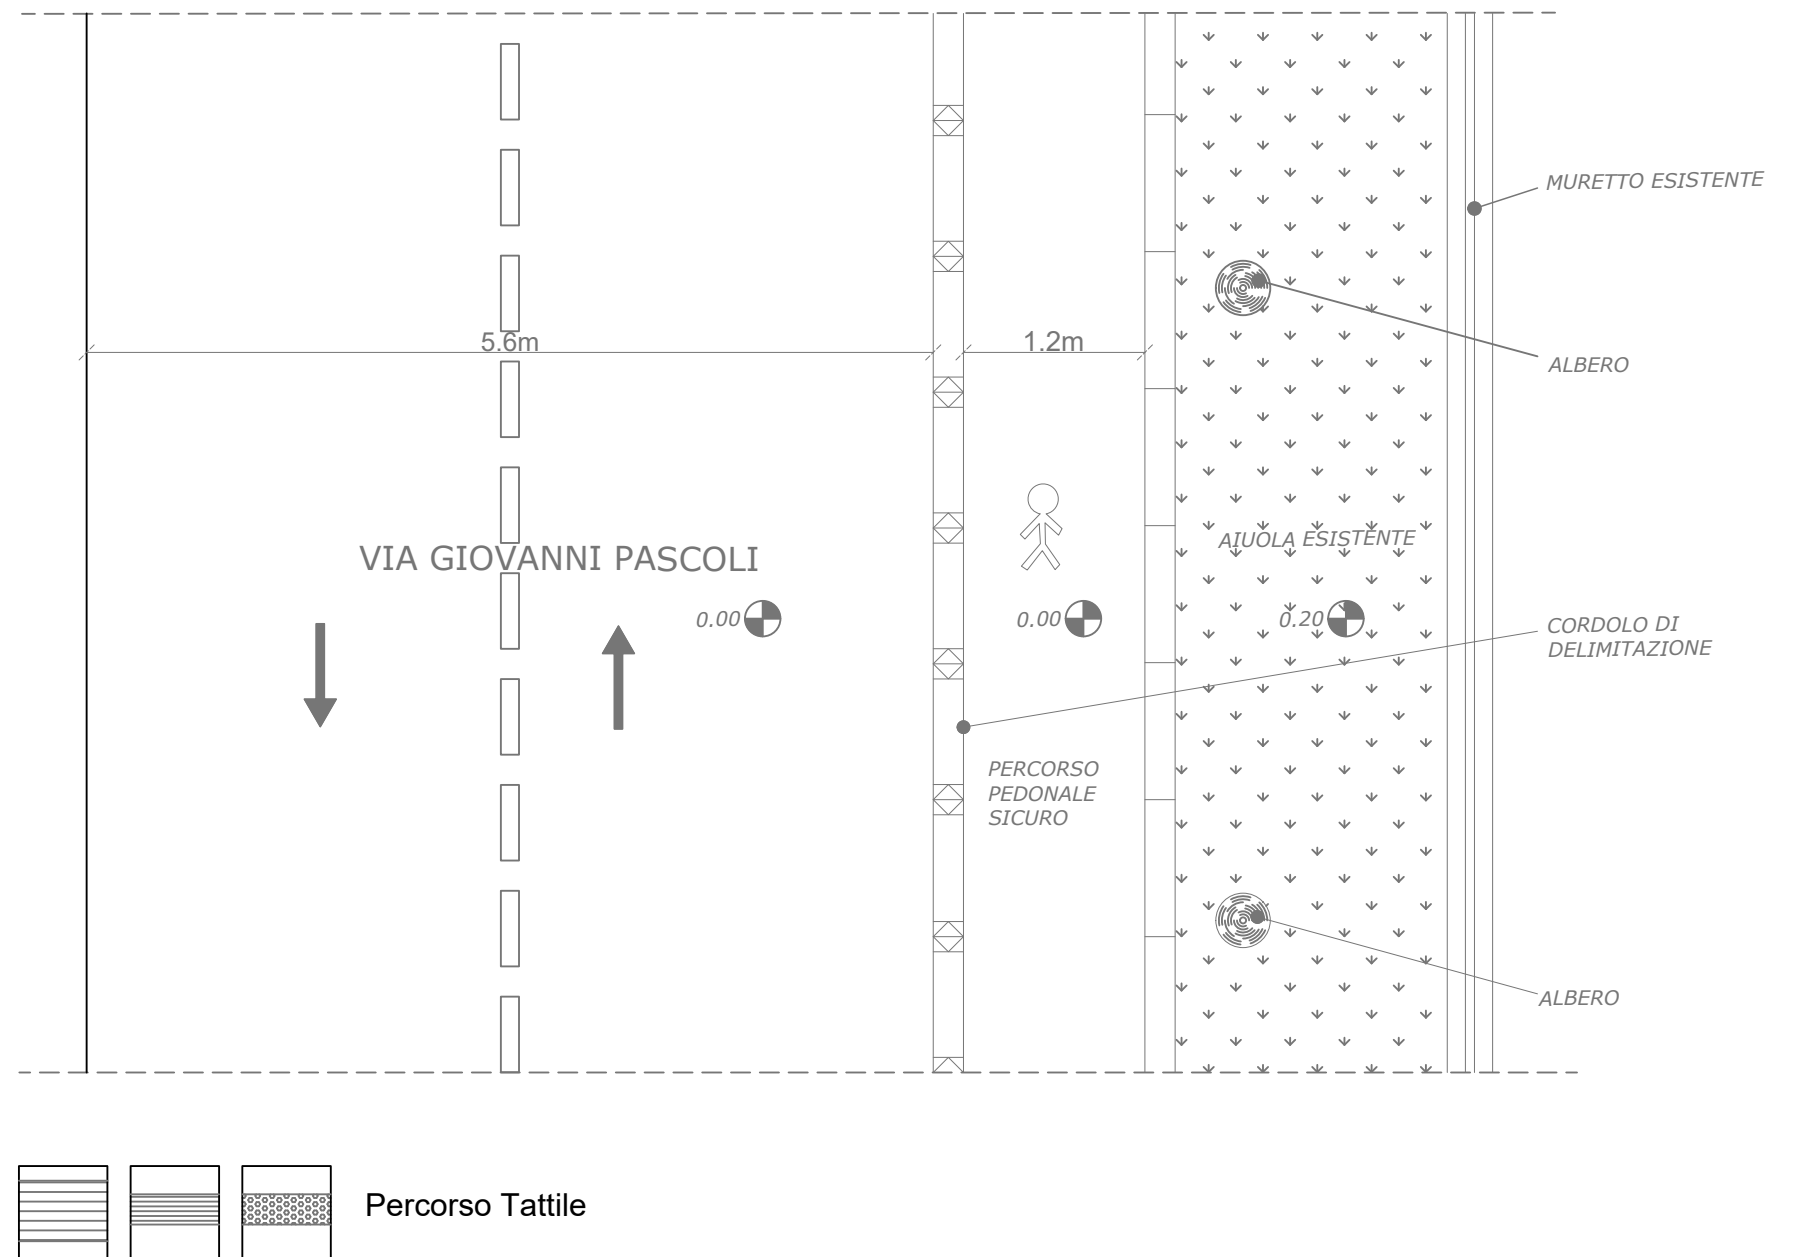 MURETTO ESISTENTE
5.6m
1.2m
ALBERO
VIA GIOVANNI PASCOLI
AIUOLA ESISTENTE
0.00
0.00
0.20
CORDOLO DI
DELIMITAZIONE
PERCORSO
PEDONALE
SICURO
ALBERO
Percorso Tattile